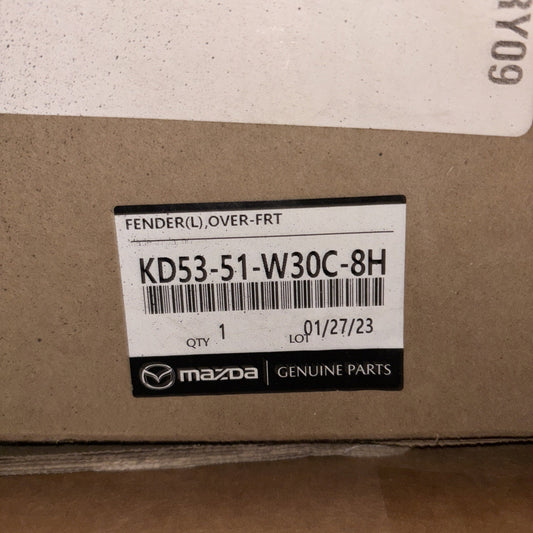 RY09
FENDER(L),OVER-FRT
KD53-51-W30C-8H
QTY 1 LOT 01/27/23
mazda GENUINE PARTS